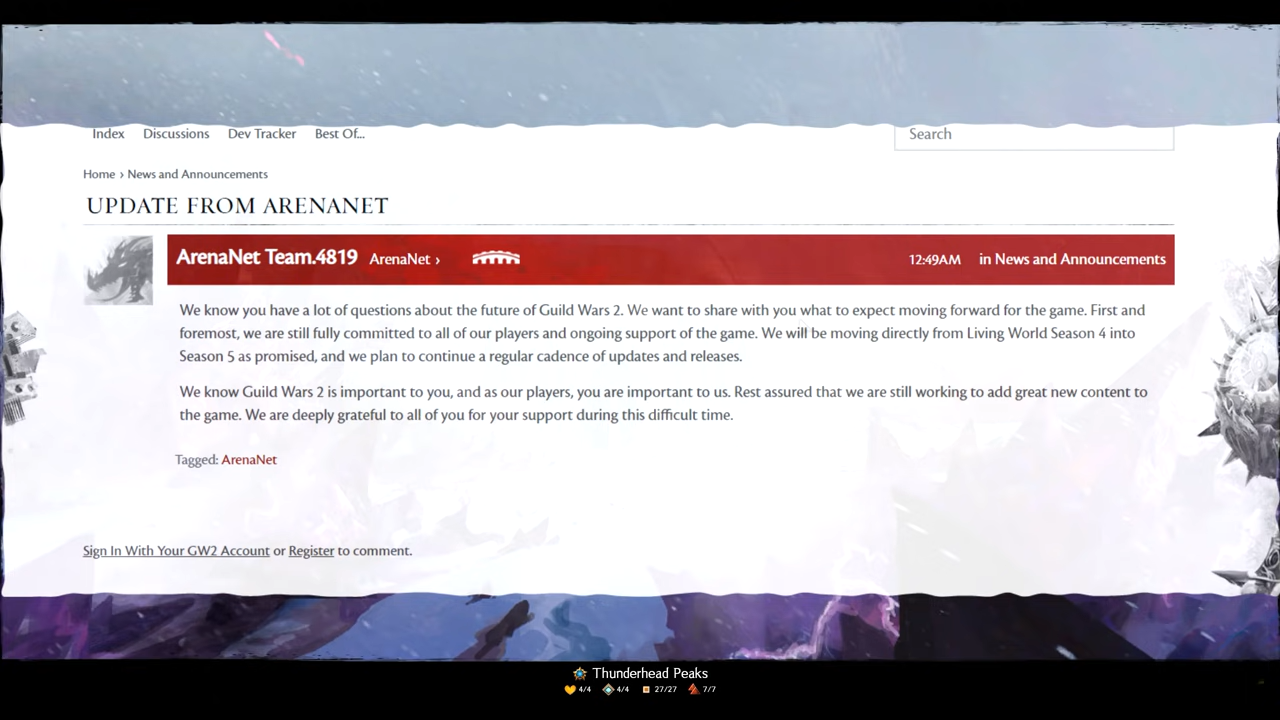 Index Discussions Dev Tracker Best Of...
Search
Home › News and Announcements
UPDATE FROM ARENANET
ArenaNet Team.4819 ArenaNet › 12:49AM in News and Announcements
We know you have a lot of questions about the future of Guild Wars 2. We want to share with you what to expect moving forward for the game. First and
foremost, we are still fully committed to all of our players and ongoing support of the game. We will be moving directly from Living World Season 4 into
Season 5 as promised, and we plan to continue a regular cadence of updates and releases.
We know Guild Wars 2 is important to you, and as our players, you are important to us. Rest assured that we are still working to add great new content to
the game. We are deeply grateful to all of you for your support during this difficult time.
Tagged: ArenaNet
Sign In With Your GW2 Account or Register to comment.
Thunderhead Peaks
4/4 4/4 27/27 7/7